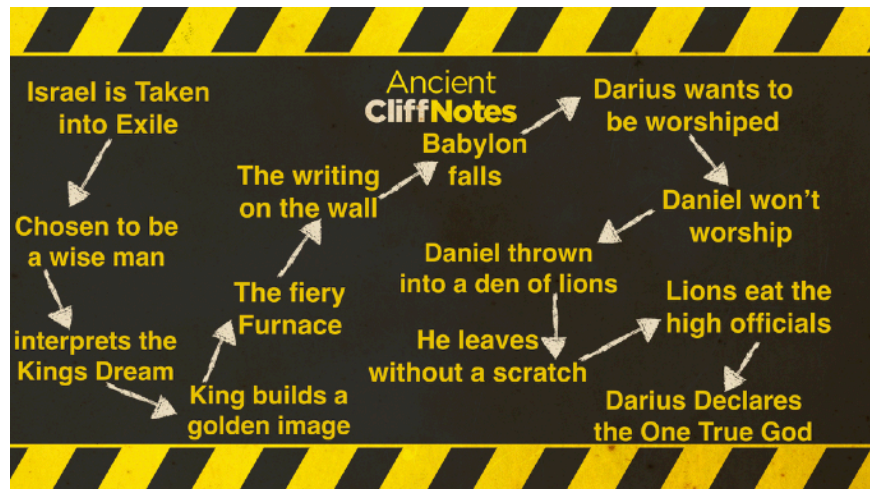 Ancient
CliffNotes
Israel is Taken
into Exile
Chosen to be
a wise man
interprets the
Kings Dream
King builds a
golden image
The fiery
Furnace
The writing
on the wall
Babylon
falls
Darius wants to
be worshiped
Daniel won't
worship
Daniel thrown
into a den of lions
He leaves
without a scratch
Lions eat the
high officials
Darius Declares
the One True God